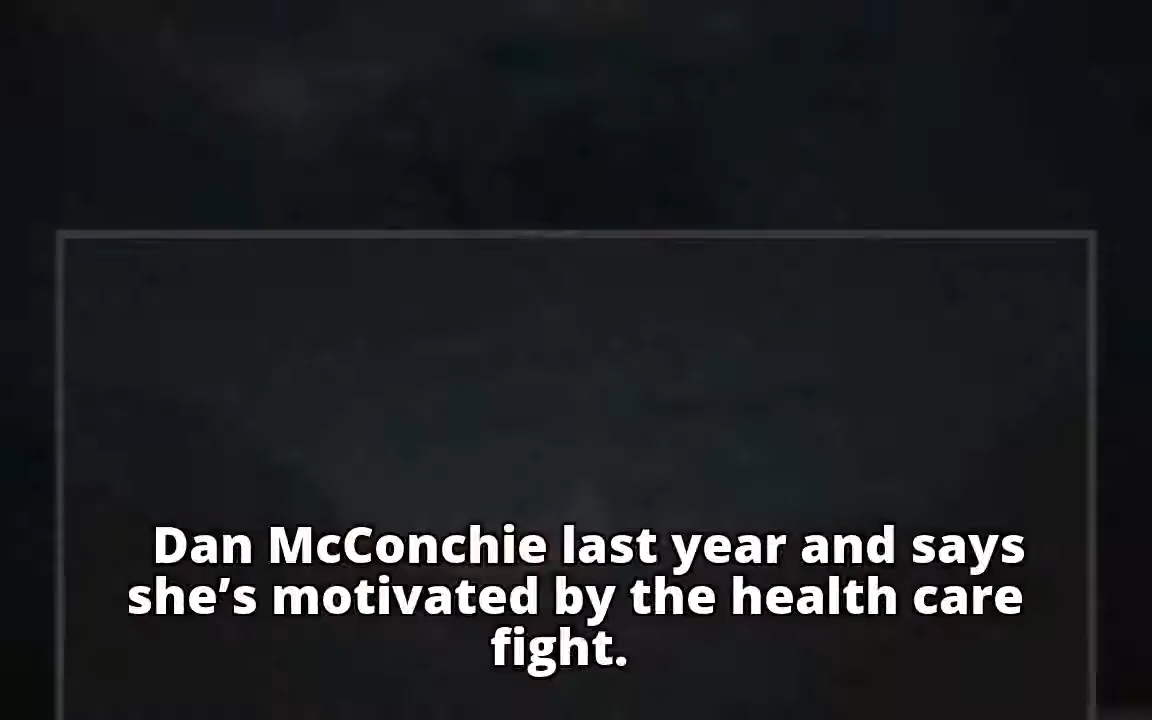 Dan McConchie last year and says
she’s motivated by the health care
fight.